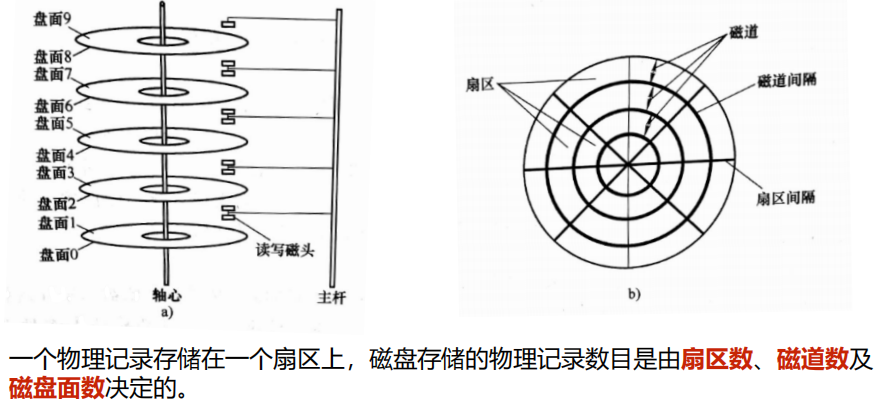 盘面9
盘面8
盘面7
盘面6
盘面5
盘面4
盘面3
盘面2
盘面1
盘面0
读写磁头
轴心
主杆
a)
磁道
扇区
磁道间隔
扇区间隔
b)
一个物理记录存储在一个扇区上，磁盘存储的物理记录数目是由扇区数、磁道数及
磁盘面数决定的。